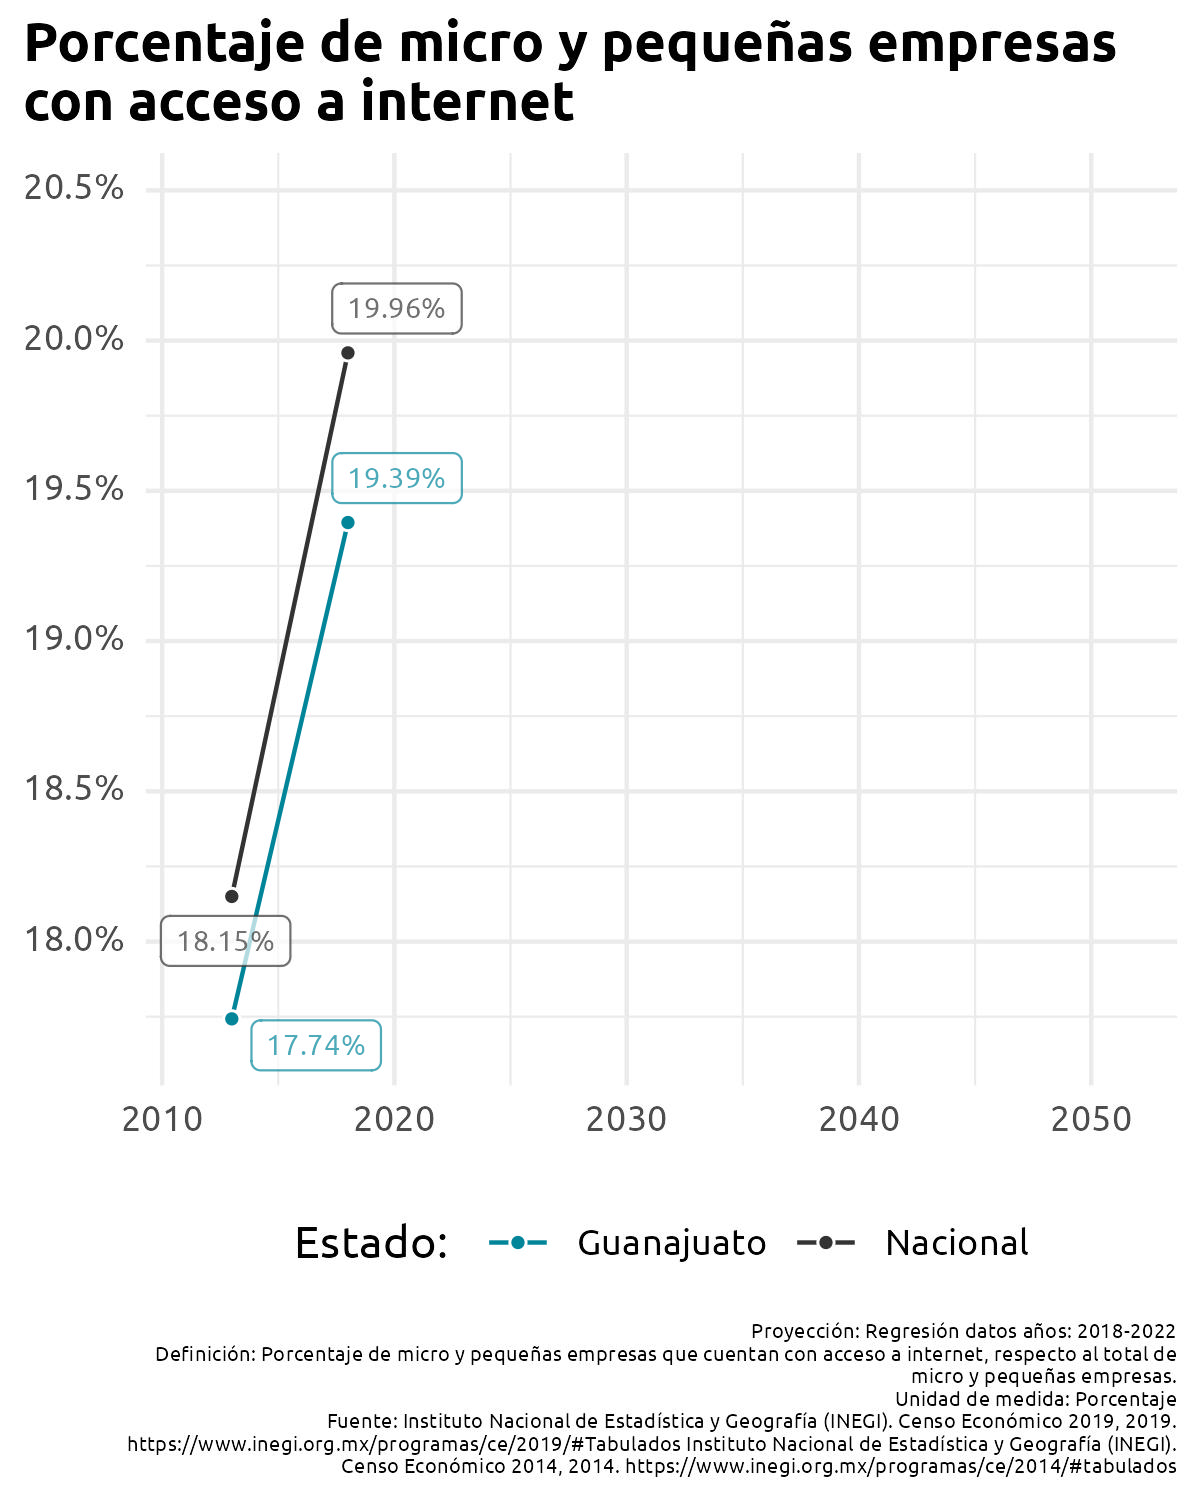 Porcentaje de micro y pequeñas empresas
con acceso a internet
20.5%
20.0%
19.5%
19.0%
18.5%
18.0%
19.96%
19.39%
18.15%
17.74%
2010 2020 2030 2040 2050
Estado: Guanajuato Nacional
Proyección: Regresión datos años: 2018-2022
Definición: Porcentaje de micro y pequeñas empresas que cuentan con acceso a internet, respecto al total de
micro y pequeñas empresas.
Unidad de medida: Porcentaje
Fuente: Instituto Nacional de Estadística y Geografía (INEGI). Censo Económico 2019, 2019.
https://www.inegi.org.mx/programas/ce/2019/#Tabulados Instituto Nacional de Estadística y Geografía (INEGI).
Censo Económico 2014, 2014. https://www.inegi.org.mx/programas/ce/2014/#tabulados